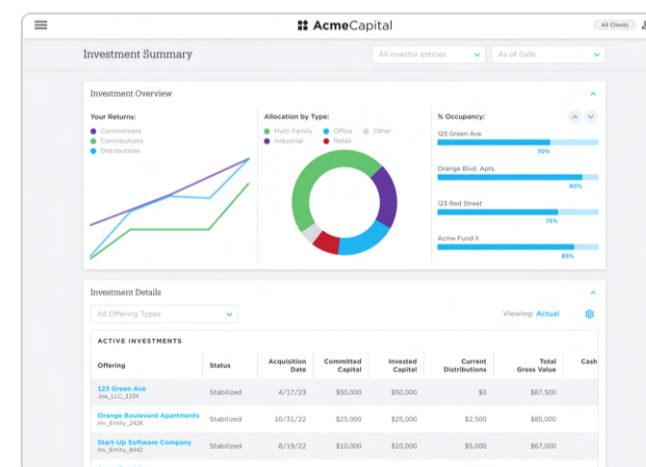 AcmeCapital
All Clients
Investment Summary
All investor entities
As of Date
Investment Overview
Your Returns:
Commitment
Contributions
Distributions
Allocation by Type:
Multi-Family
Office
Other
Industrial
Retail
% Occupancy:
123 Green Ave.
70%
Orange Blvd. Apts.
90%
123 Red Street
75%
Acme Fund II
85%
Investment Details
All Offering Types
Viewing: Actual
ACTIVE INVESTMENTS
Offering Status Acquisition Date Committed Capital Invested Capital Current Distributions Total Gross Value Cash
123 Green Ave Stabilized 4/17/23 $50,000 $50,000 $0 $87,500
Joe_LLC_1234
Orange Boulevard Apartments Stabilized 10/31/22 $25,000 $25,000 $2,500 $85,000
Inv_Entity_2428
Start-Up Software Company Stabilized 8/19/22 $10,000 $10,000 $5,000 $67,000
Inv_Entity_8442